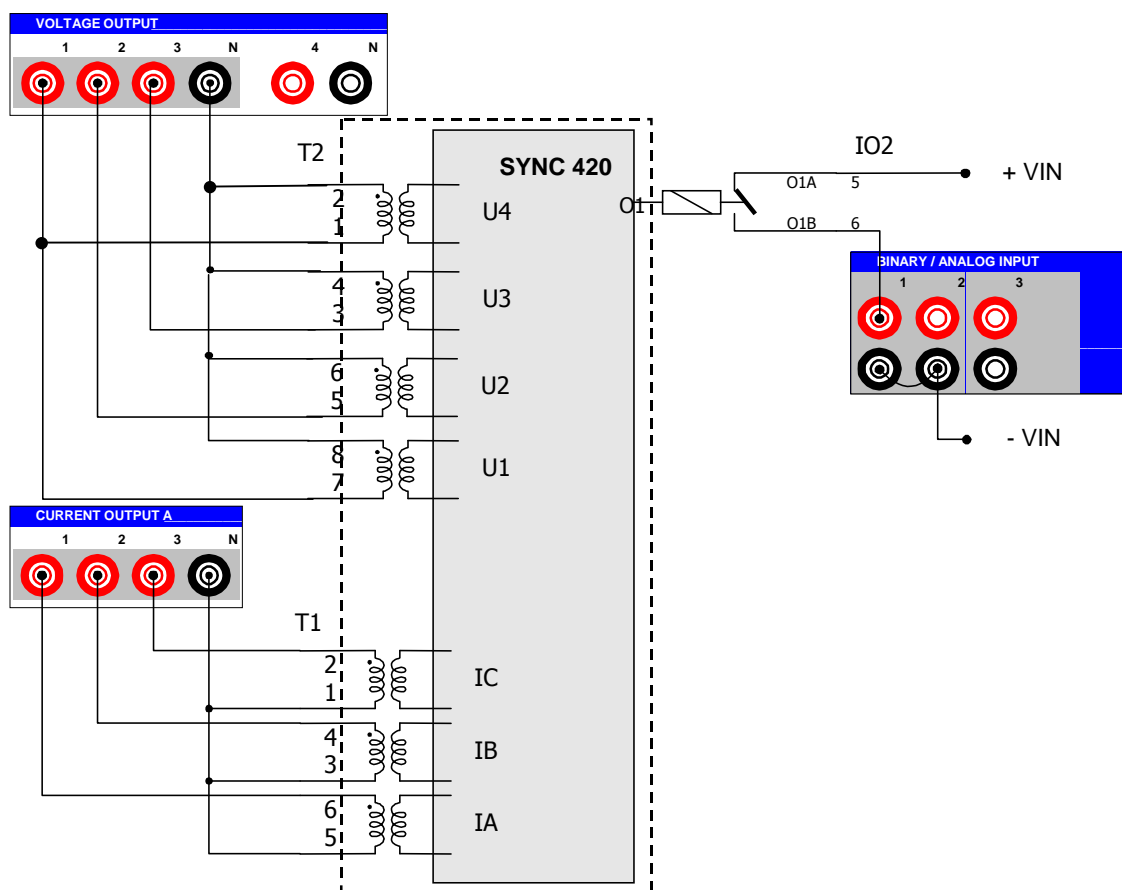 VOLTAGE OUTPUT
1 2 3 N 4 N
T2
SYNC 420
2
1
U4
4
3
U3
6
5
U2
8
7
U1
O1
IO2
O1A 5
+ VIN
O1B 6
BINARY / ANALOG INPUT
1 2 3
- VIN
CURRENT OUTPUT A
1 2 3 N
T1
2
1
IC
4
3
IB
6
5
IA